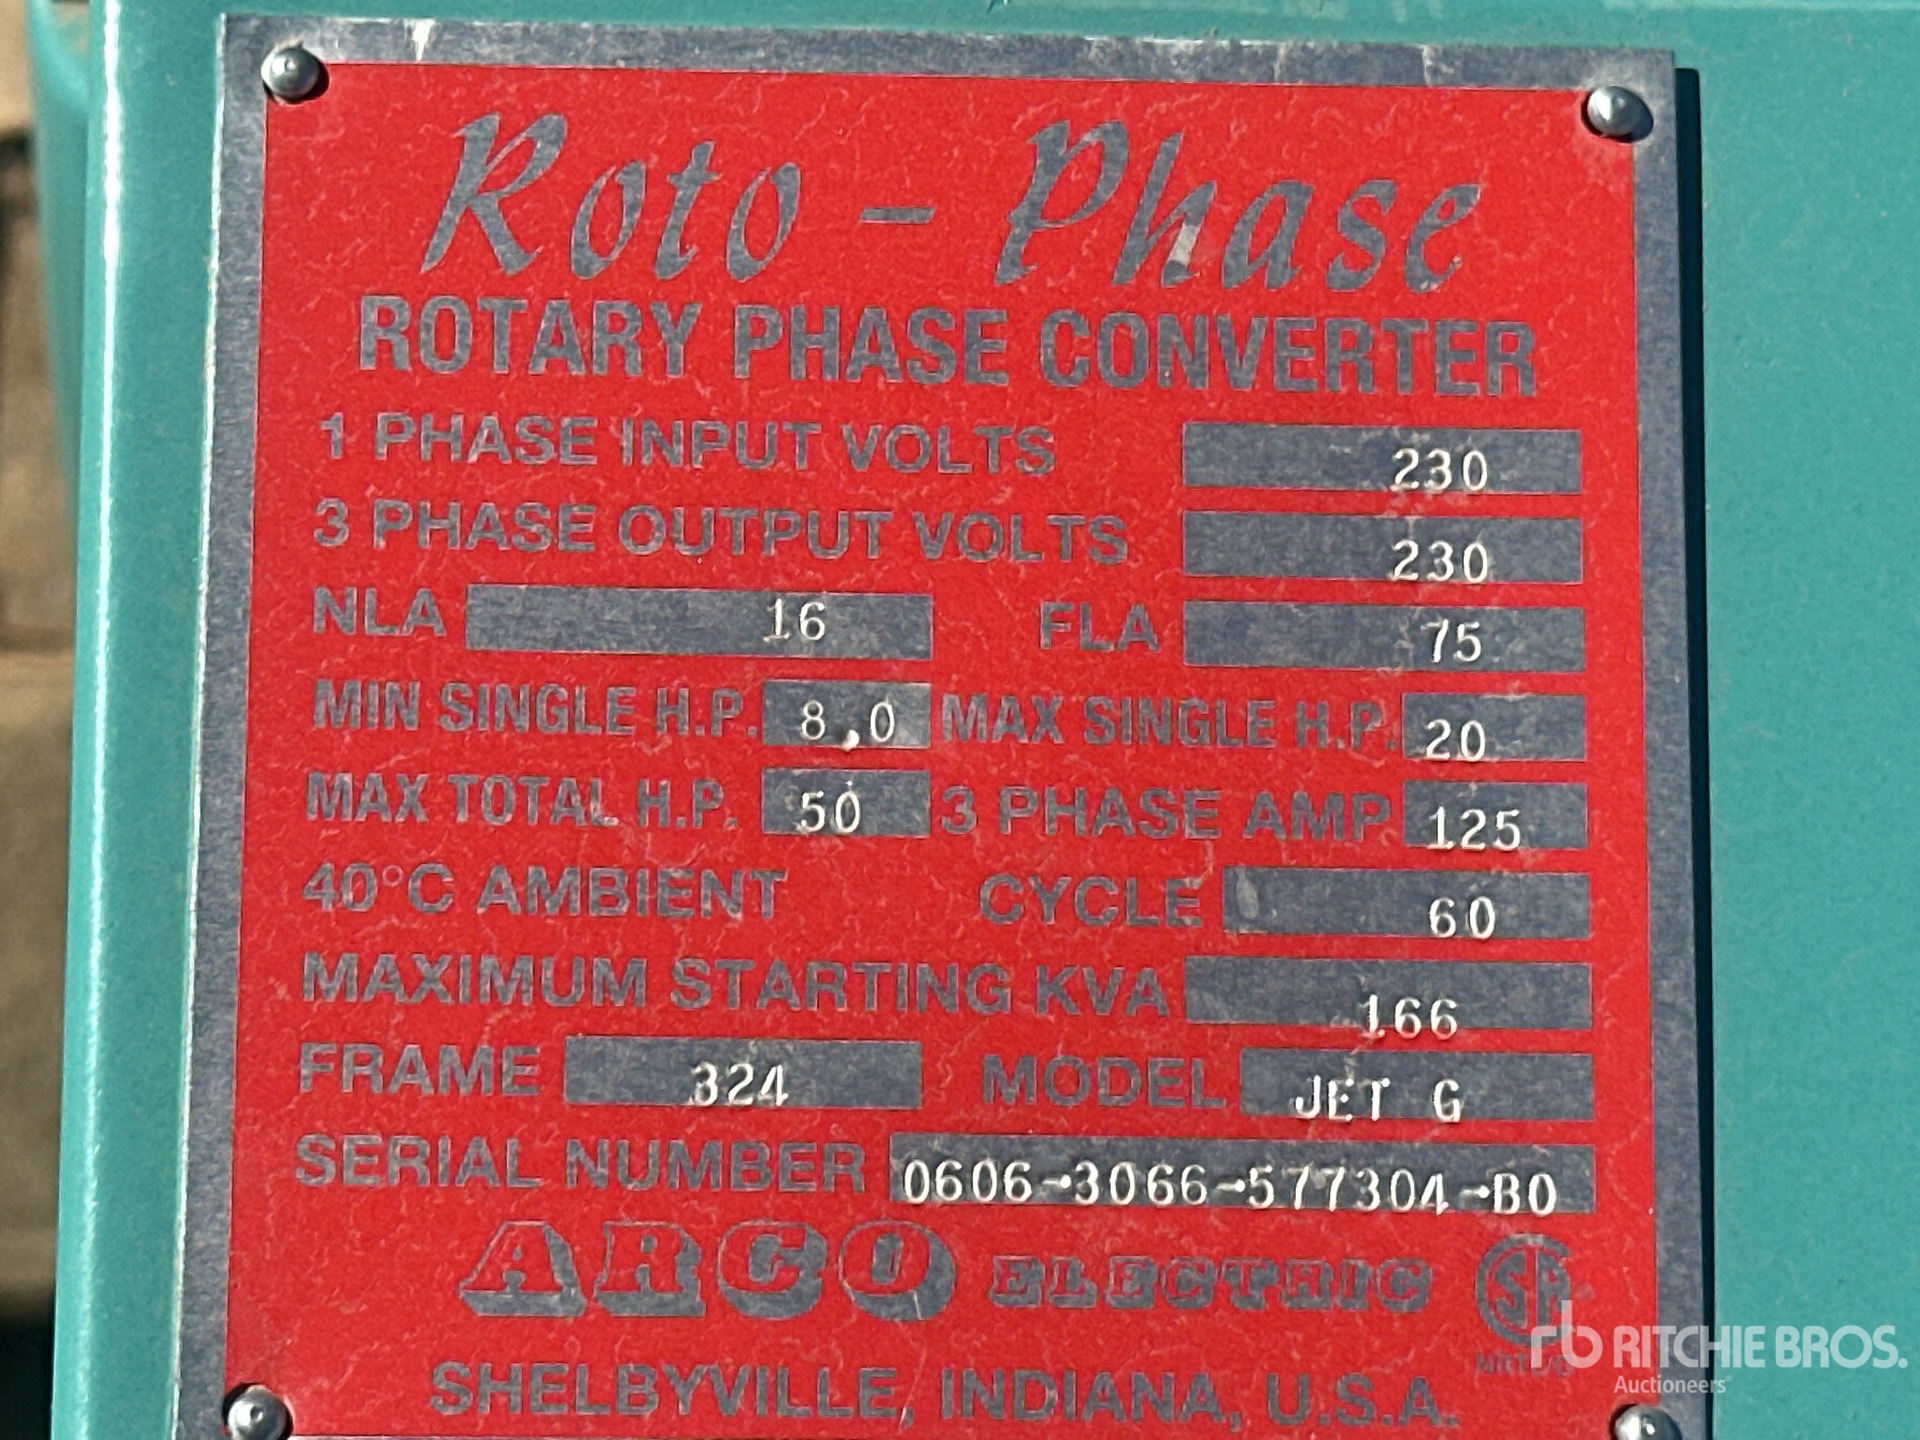 Roto - Phase
ROTARY PHASE CONVERTER
1 PHASE INPUT VOLTS 230
3 PHASE OUTPUT VOLTS 230
NLA 16 FLA 75
MIN SINGLE H.P. 8.0 MAX SINGLE H.P. 20
MAX TOTAL H.P. 50 3 PHASE AMP 125
40°C AMBIENT CYCLE 60
MAXIMUM STARTING KVA 166
FRAME 324 MODEL JET G
SERIAL NUMBER 0606-3066-577304-B0
ARCO ELECTRIC SA
SHELBYVILLE, INDIANA, U.S.A.
rb RITCHIE BROS.
Auctioneers